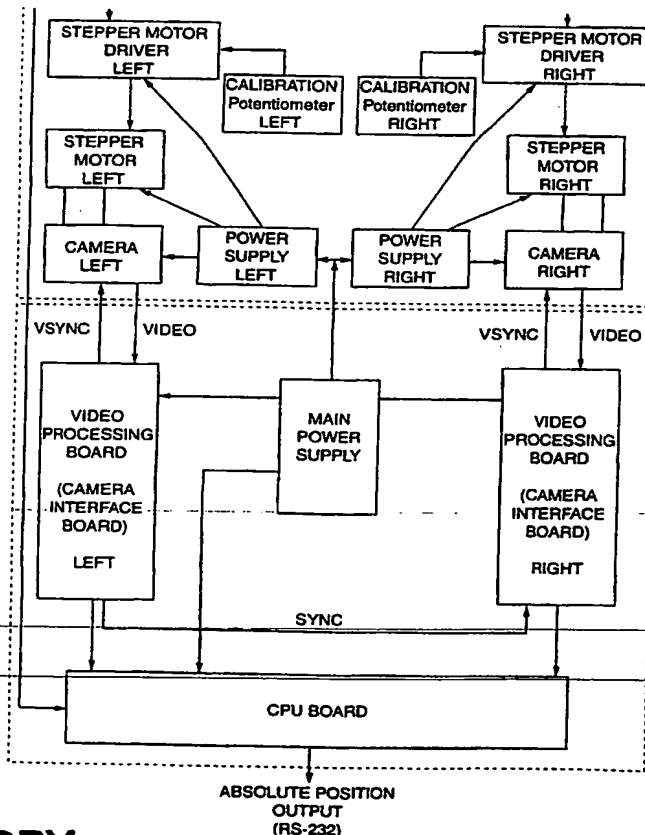 STEPPER MOTOR
DRIVER
LEFT
STEPPER MOTOR
DRIVER
RIGHT
CALIBRATION
Potentiometer
LEFT
CALIBRATION
Potentiometer
RIGHT
STEPPER
MOTOR
LEFT
STEPPER
MOTOR
RIGHT
CAMERA
LEFT
POWER
SUPPLY
LEFT
POWER
SUPPLY
RIGHT
CAMERA
RIGHT
VSYNC
VIDEO
VSYNC
VIDEO
VIDEO
PROCESSING
BOARD
(CAMERA
INTERFACE
BOARD)
LEFT
MAIN
POWER
SUPPLY
VIDEO
PROCESSING
BOARD
(CAMERA
INTERFACE
BOARD)
RIGHT
SYNC
CPU BOARD
ABSOLUTE POSITION
OUTPUT
(RS-232)